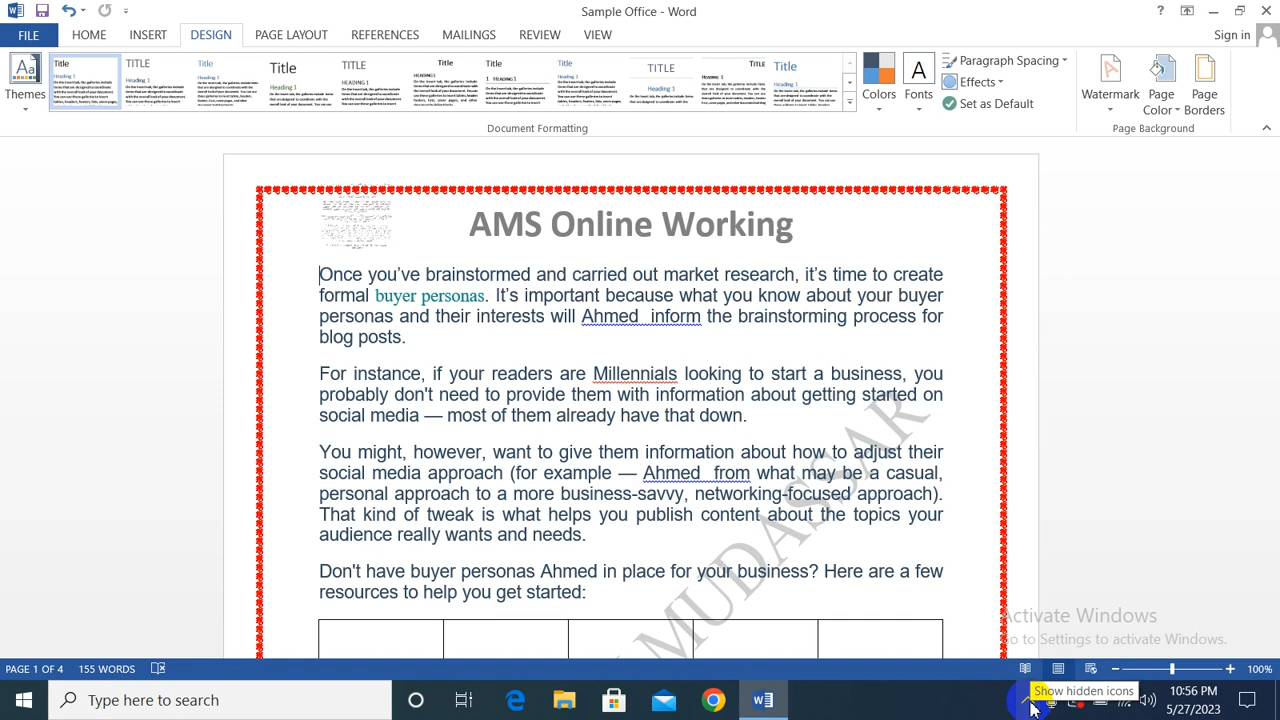 Sample Office - Word
Sign in
FILE HOME INSERT DESIGN PAGE LAYOUT REFERENCES MAILINGS REVIEW VIEW
Themes
Colors
Fonts
Paragraph Spacing
Effects
Set as Default
Watermark
Page Color
Page Borders
Document Formatting
Page Background
AMS Online Working
Once you've brainstormed and carried out market research, it's time to create
formal buyer personas. It's important because what you know about your buyer
personas and their interests will Ahmed inform the brainstorming process for
blog posts.
For instance, if your readers are Millennials looking to start a business, you
probably don't need to provide them with information about getting started on
social media — most of them already have that down.
You might, however, want to give them information about how to adjust their
social media approach (for example — Ahmed from what may be a casual,
personal approach to a more business-savvy, networking-focused approach).
That kind of tweak is what helps you publish content about the topics your
audience really wants and needs.
Don't have buyer personas Ahmed in place for your business? Here are a few
resources to help you get started:
MUDASSAR
Activate Windows
Go to Settings to activate Windows.
PAGE 1 OF 4 155 WORDS
100%
Show hidden icons
Type here to search
10:56 PM
5/27/2023